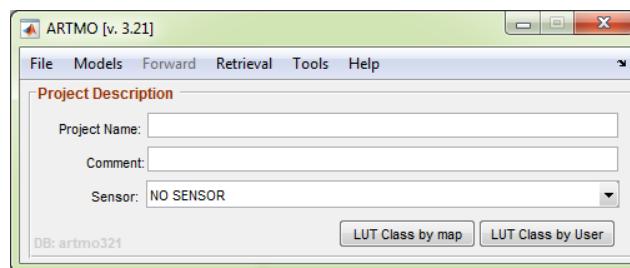 ARTMO [v. 3.21]
File Models Forward Retrieval Tools Help
Project Description
Project Name:
Comment:
Sensor: NO SENSOR
LUT Class by map LUT Class by User
DB: artmo321